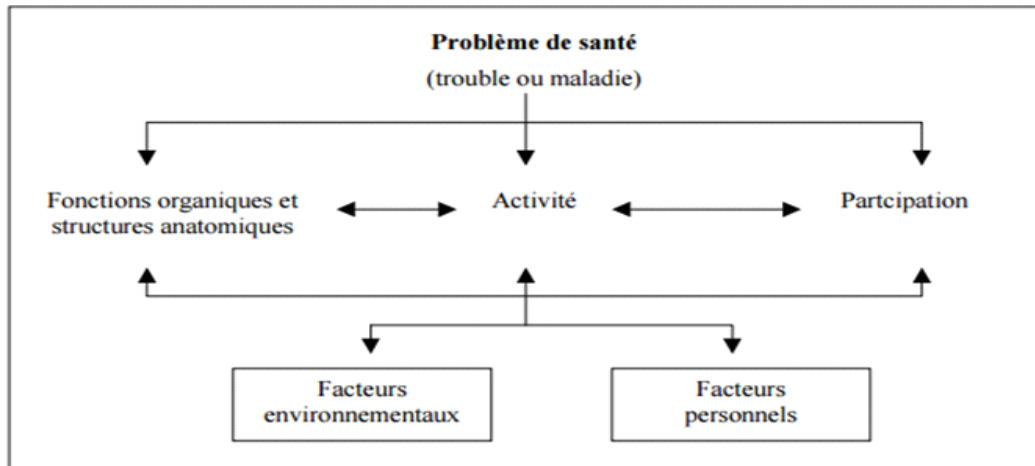 Problème de santé
(trouble ou maladie)
Fonctions organiques et
structures anatomiques
Activité
Partcipation
Facteurs
environnementaux
Facteurs
personnels